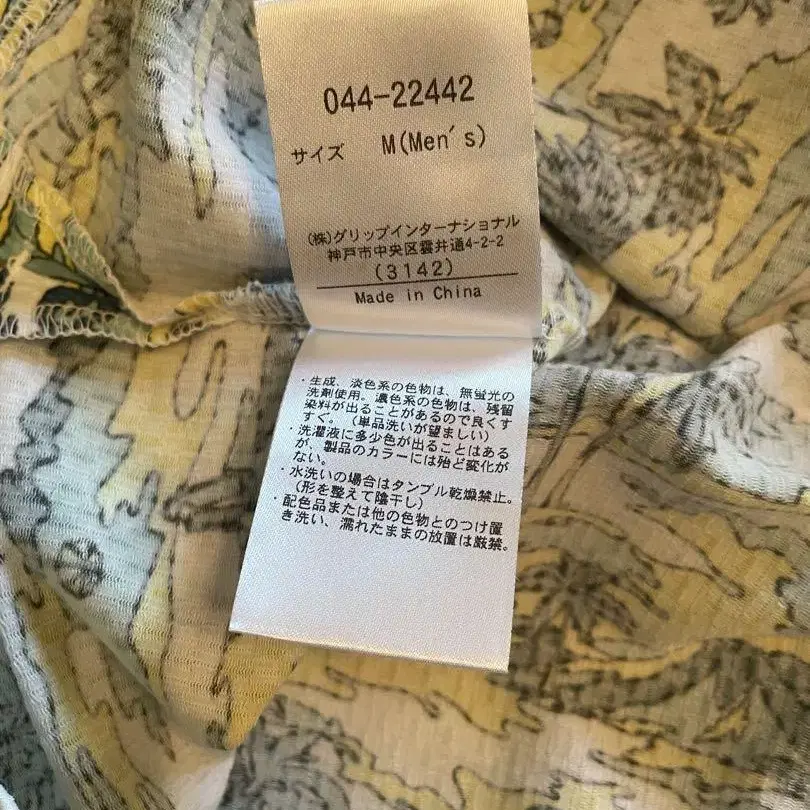 044-22442
サイズ M(Men's)
(株)グリップインターナショナル
神戸市中央区雲井通4-2-2
(3142)
Made in China
・生成、淡色系の色物は、無蛍光の
洗剤使用。濃色系の色物は、残留
染料が出ることがあるので良くす
すぐ。(単品洗いが望ましい)
・洗濯液に多少色が出ることはある
が、製品のカラーには殆ど変化が
ない。
・水洗いの場合はタンブル乾燥禁止。
(形を整えて陰干し)
・配色品または他の色物とのつけ置
き洗い、濡れたままの放置は厳禁。